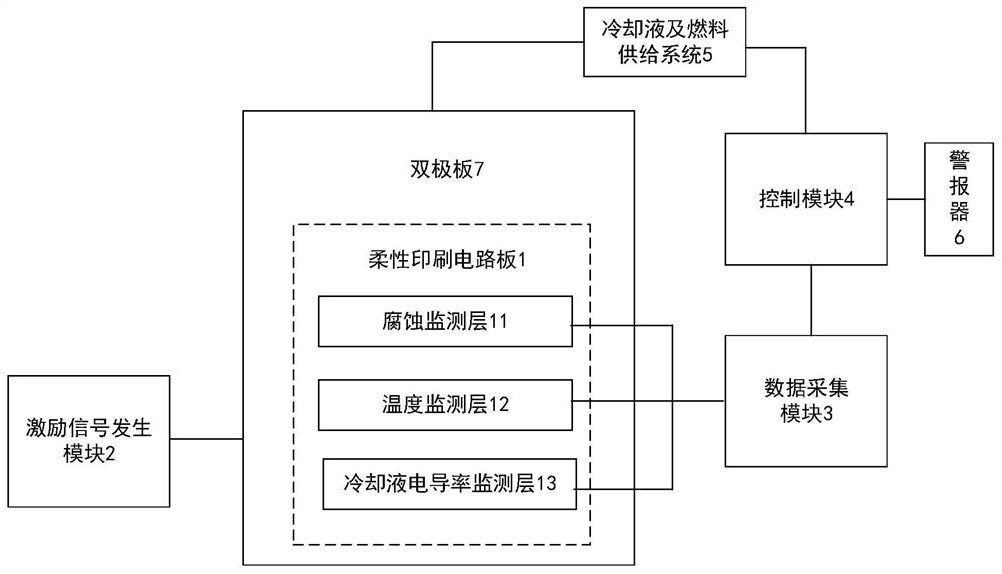 冷却液及燃料
供给系统5
双极板7
控制模块4
警
报
器
6
柔性印刷电路板1
腐蚀监测层11
温度监测层12
冷却液电导率监测层13
数据采集
模块3
激励信号发生
模块2